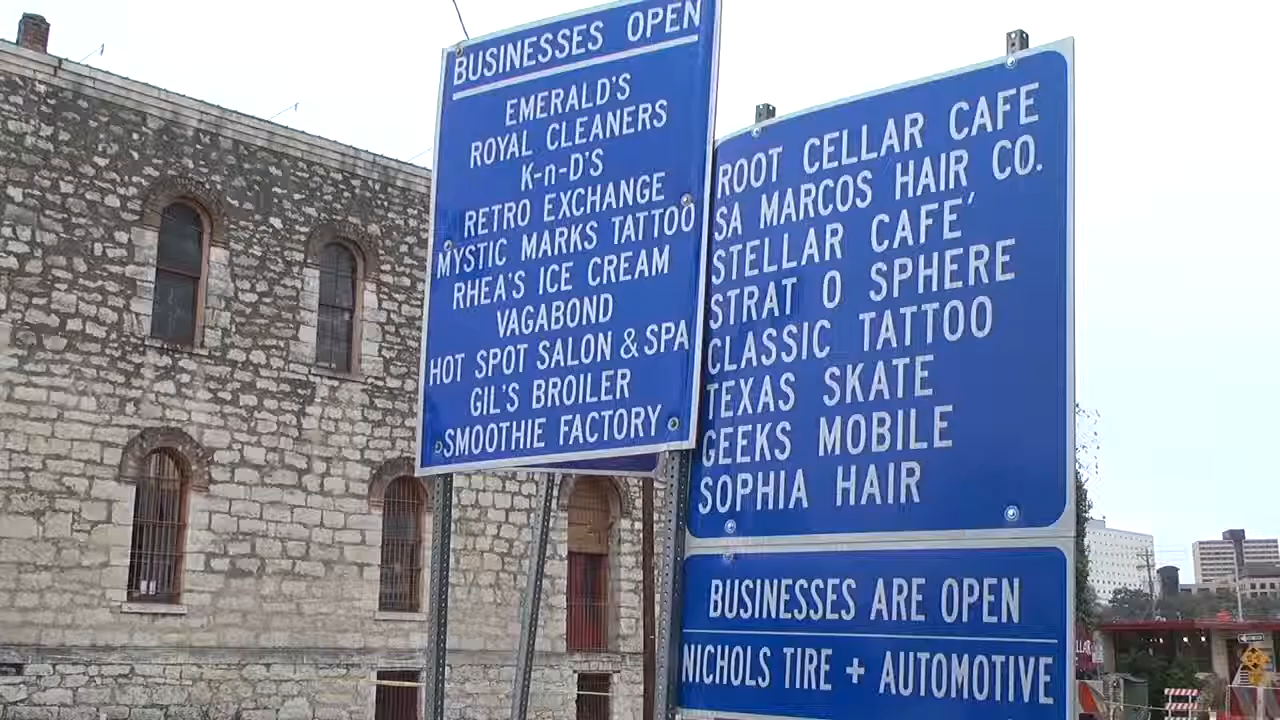 BUSINESSES OPEN
EMERALD'S
ROYAL CLEANERS
K-n-D'S
RETRO EXCHANGE
MYSTIC MARKS TATTOO
RHEA'S ICE CREAM
VAGABOND
HOT SPOT SALON & SPA
GIL'S BROILER
SMOOTHIE FACTORY
ROOT CELLAR CAFE
SA MARCOS HAIR CO.
STELLAR CAFE'
STRAT O SPHERE
CLASSIC TATTOO
TEXAS SKATE
GEEKS MOBILE
SOPHIA HAIR
BUSINESSES ARE OPEN
NICHOLS TIRE + AUTOMOTIVE